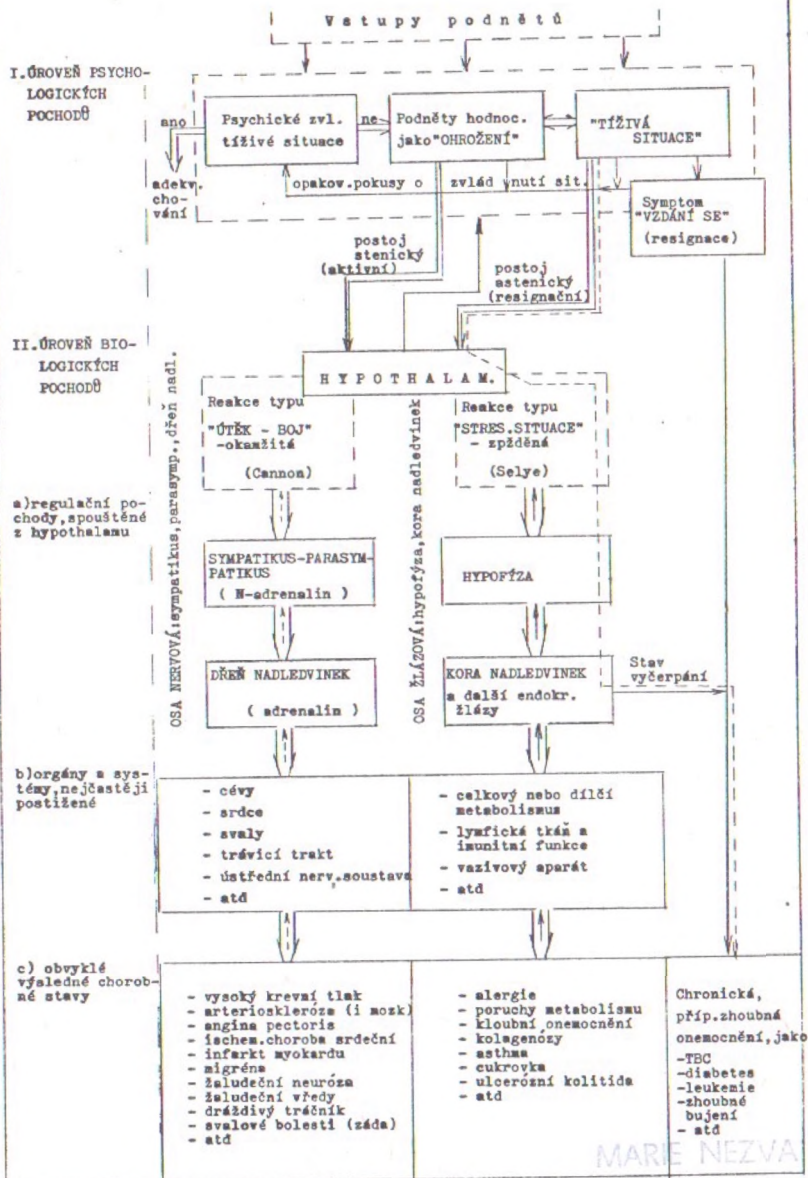 Vstupy podnětů
I.ÚROVEŇ PSYCHO-
LOGICKÝCH
POCHODŮ
ano
Psychické zvl.
tíživé situace
ne
Podněty hodnoc.
jako"OHROŽENÍ"
"TÍŽIVÁ
SITUACE"
adekv.
cho-
vání
opakov.pokusy o zvlád nutí sit.
Symptom
"VZDÁNÍ SE"
(resignace)
postoj
stenický
(aktivní)
postoj
astenický
(resignační)
II.ÚROVEŇ BIO-
LOGICKÝCH
POCHODŮ
HYPOTHALAM.
OSA NERVOVÁ:sympatikus,parasymp.,dřeň nadl.
Reakce typu
"ÚTĚK - BOJ"
-okamžitá
(Cannon)
OSA ŽLÁZOVÁ:hypofýza,kora nadledvinek
Reakce typu
"STRES.SITUACE"
- zpžděná
(Selye)
a)regulační po-
chody,spouštěné
z hypothalamu
SYMPATIKUS-PARASYM-
PATIKUS
( N-adrenalin )
HYPOFÝZA
DŘEŇ NADLEDVINEK
( adrenalin )
KORA NADLEDVINEK
a další endokr.
žlázy
Stav
vyčerpání
b)orgány a sys-
témy,nejčastěji
postižené
- cévy
- srdce
- svaly
- trávicí trakt
- ústřední nerv.soustava
- atd
- celkový nebo dílčí
metabolismus
- lymfická tkáň a
imunitní funkce
- vazivový aparát
- atd
c) obvyklé
výsledné chorob-
né stavy
- vysoký krevní tlak
- arterioskleróza (i mozk)
- angina pectoris
- ischem.choroba srdeční
- infarkt myokardu
- migréna
- žaludeční neuróza
- žaludeční vředy
- dráždivý tračník
- svalové bolesti (záda)
- atd
- alergie
- poruchy metabolismu
- kloubní onemocnění
- kolagenózy
- asthma
- cukrovka
- ulcerózní kolitida
- atd
Chronická,
příp.zhoubná
onemocnění,jako
-TBC
-diabetes
-leukemie
-zhoubné
bujení
- atd
MARIE NEZVA